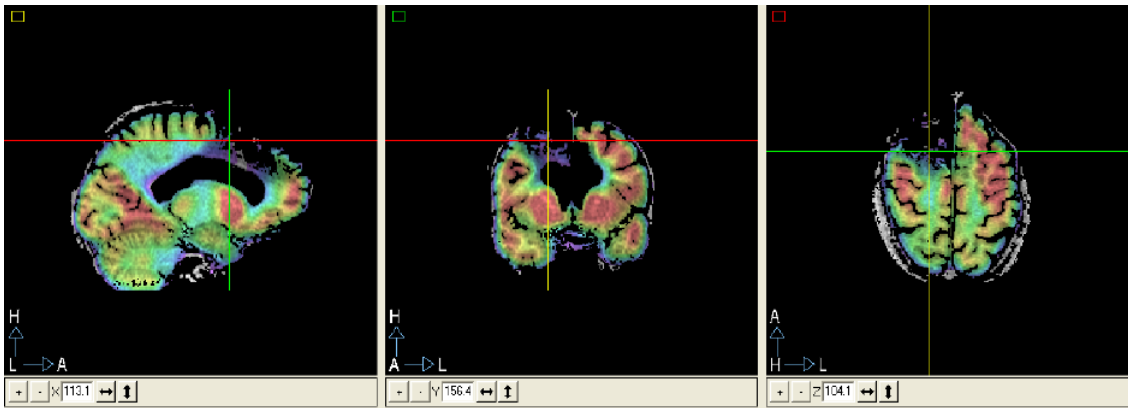 H
L A
+ - X 113.1
H
A L
+ - Y 156.4
A
H L
+ - Z 104.1